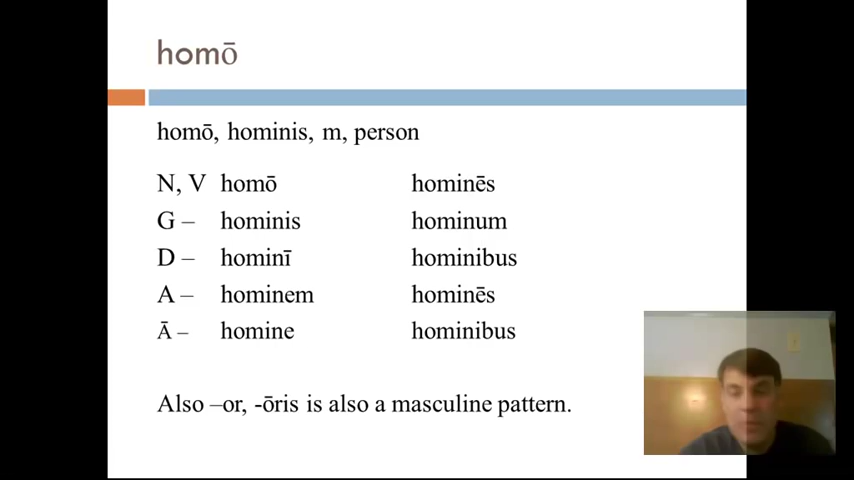 homō
homō, hominis, m, person
N, V homō hominēs
G – hominis hominum
D – hominī hominibus
A – hominem hominēs
Ā – homine hominibus
Also –or, -ōris is also a masculine pattern.